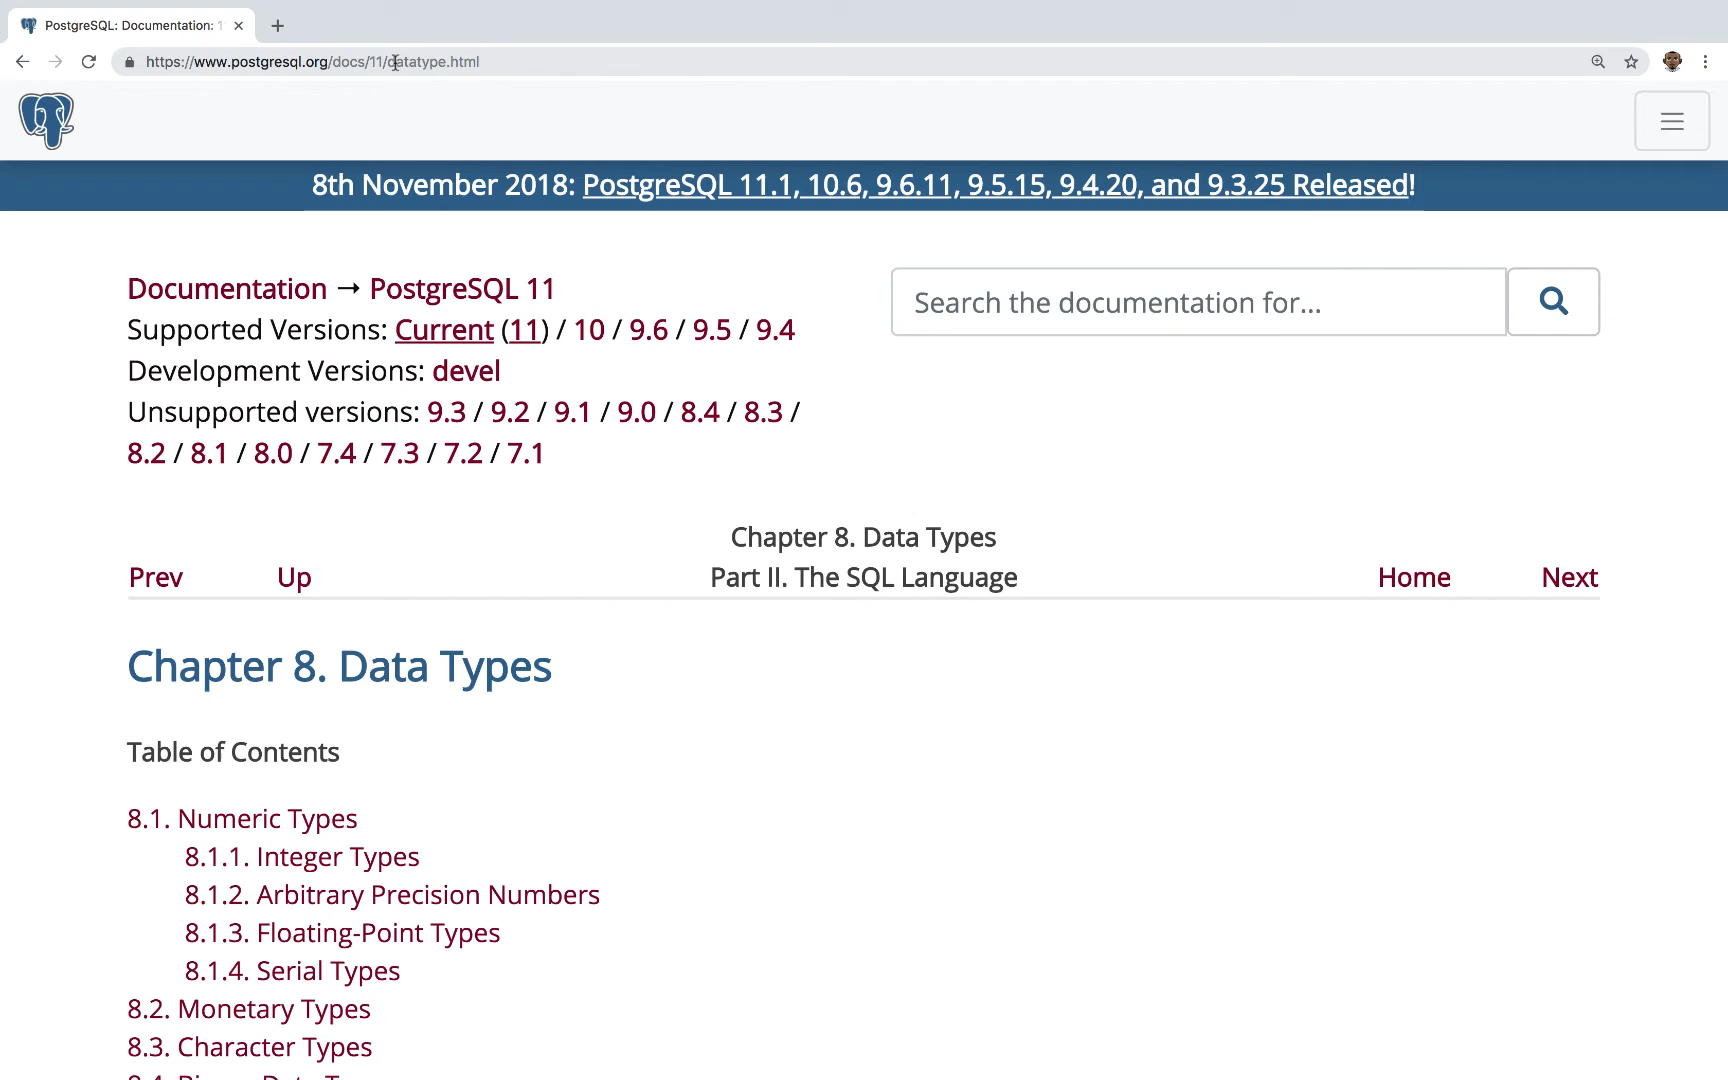 PostgreSQL: Documentation: 1
https://www.postgresql.org/docs/11/datatype.html
8th November 2018: PostgreSQL 11.1, 10.6, 9.6.11, 9.5.15, 9.4.20, and 9.3.25 Released!
Documentation → PostgreSQL 11
Supported Versions: Current (11) / 10 / 9.6 / 9.5 / 9.4
Development Versions: devel
Unsupported versions: 9.3 / 9.2 / 9.1 / 9.0 / 8.4 / 8.3 /
8.2 / 8.1 / 8.0 / 7.4 / 7.3 / 7.2 / 7.1
Search the documentation for...
Chapter 8. Data Types
Prev Up Part II. The SQL Language Home Next
Chapter 8. Data Types
Table of Contents
8.1. Numeric Types
8.1.1. Integer Types
8.1.2. Arbitrary Precision Numbers
8.1.3. Floating-Point Types
8.1.4. Serial Types
8.2. Monetary Types
8.3. Character Types